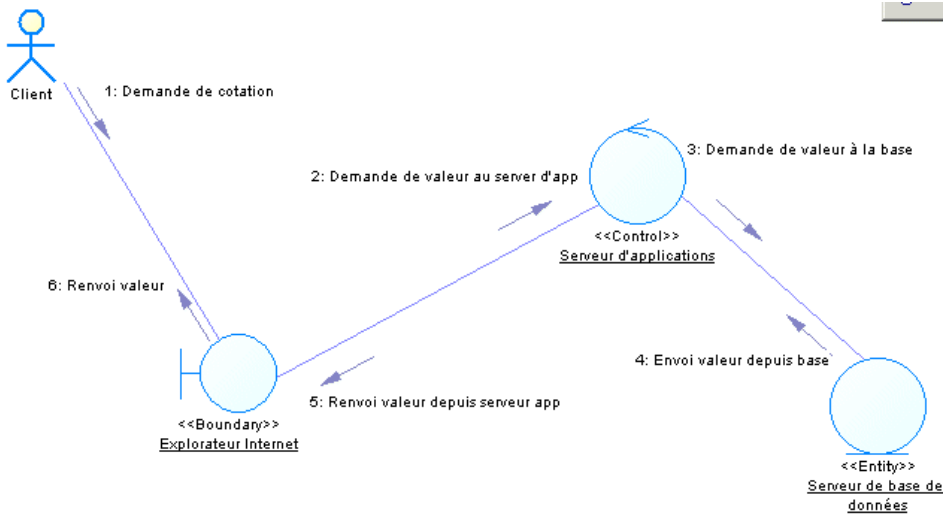 Client
1: Demande de cotation
2: Demande de valeur au server d'app
3: Demande de valeur à la base
<<Control>>
Serveur d'applications
6: Renvoi valeur
4: Envoi valeur depuis base
5: Renvoi valeur depuis serveur app
<<Boundary>>
Explorateur Internet
<<Entity>>
Serveur de base de
données